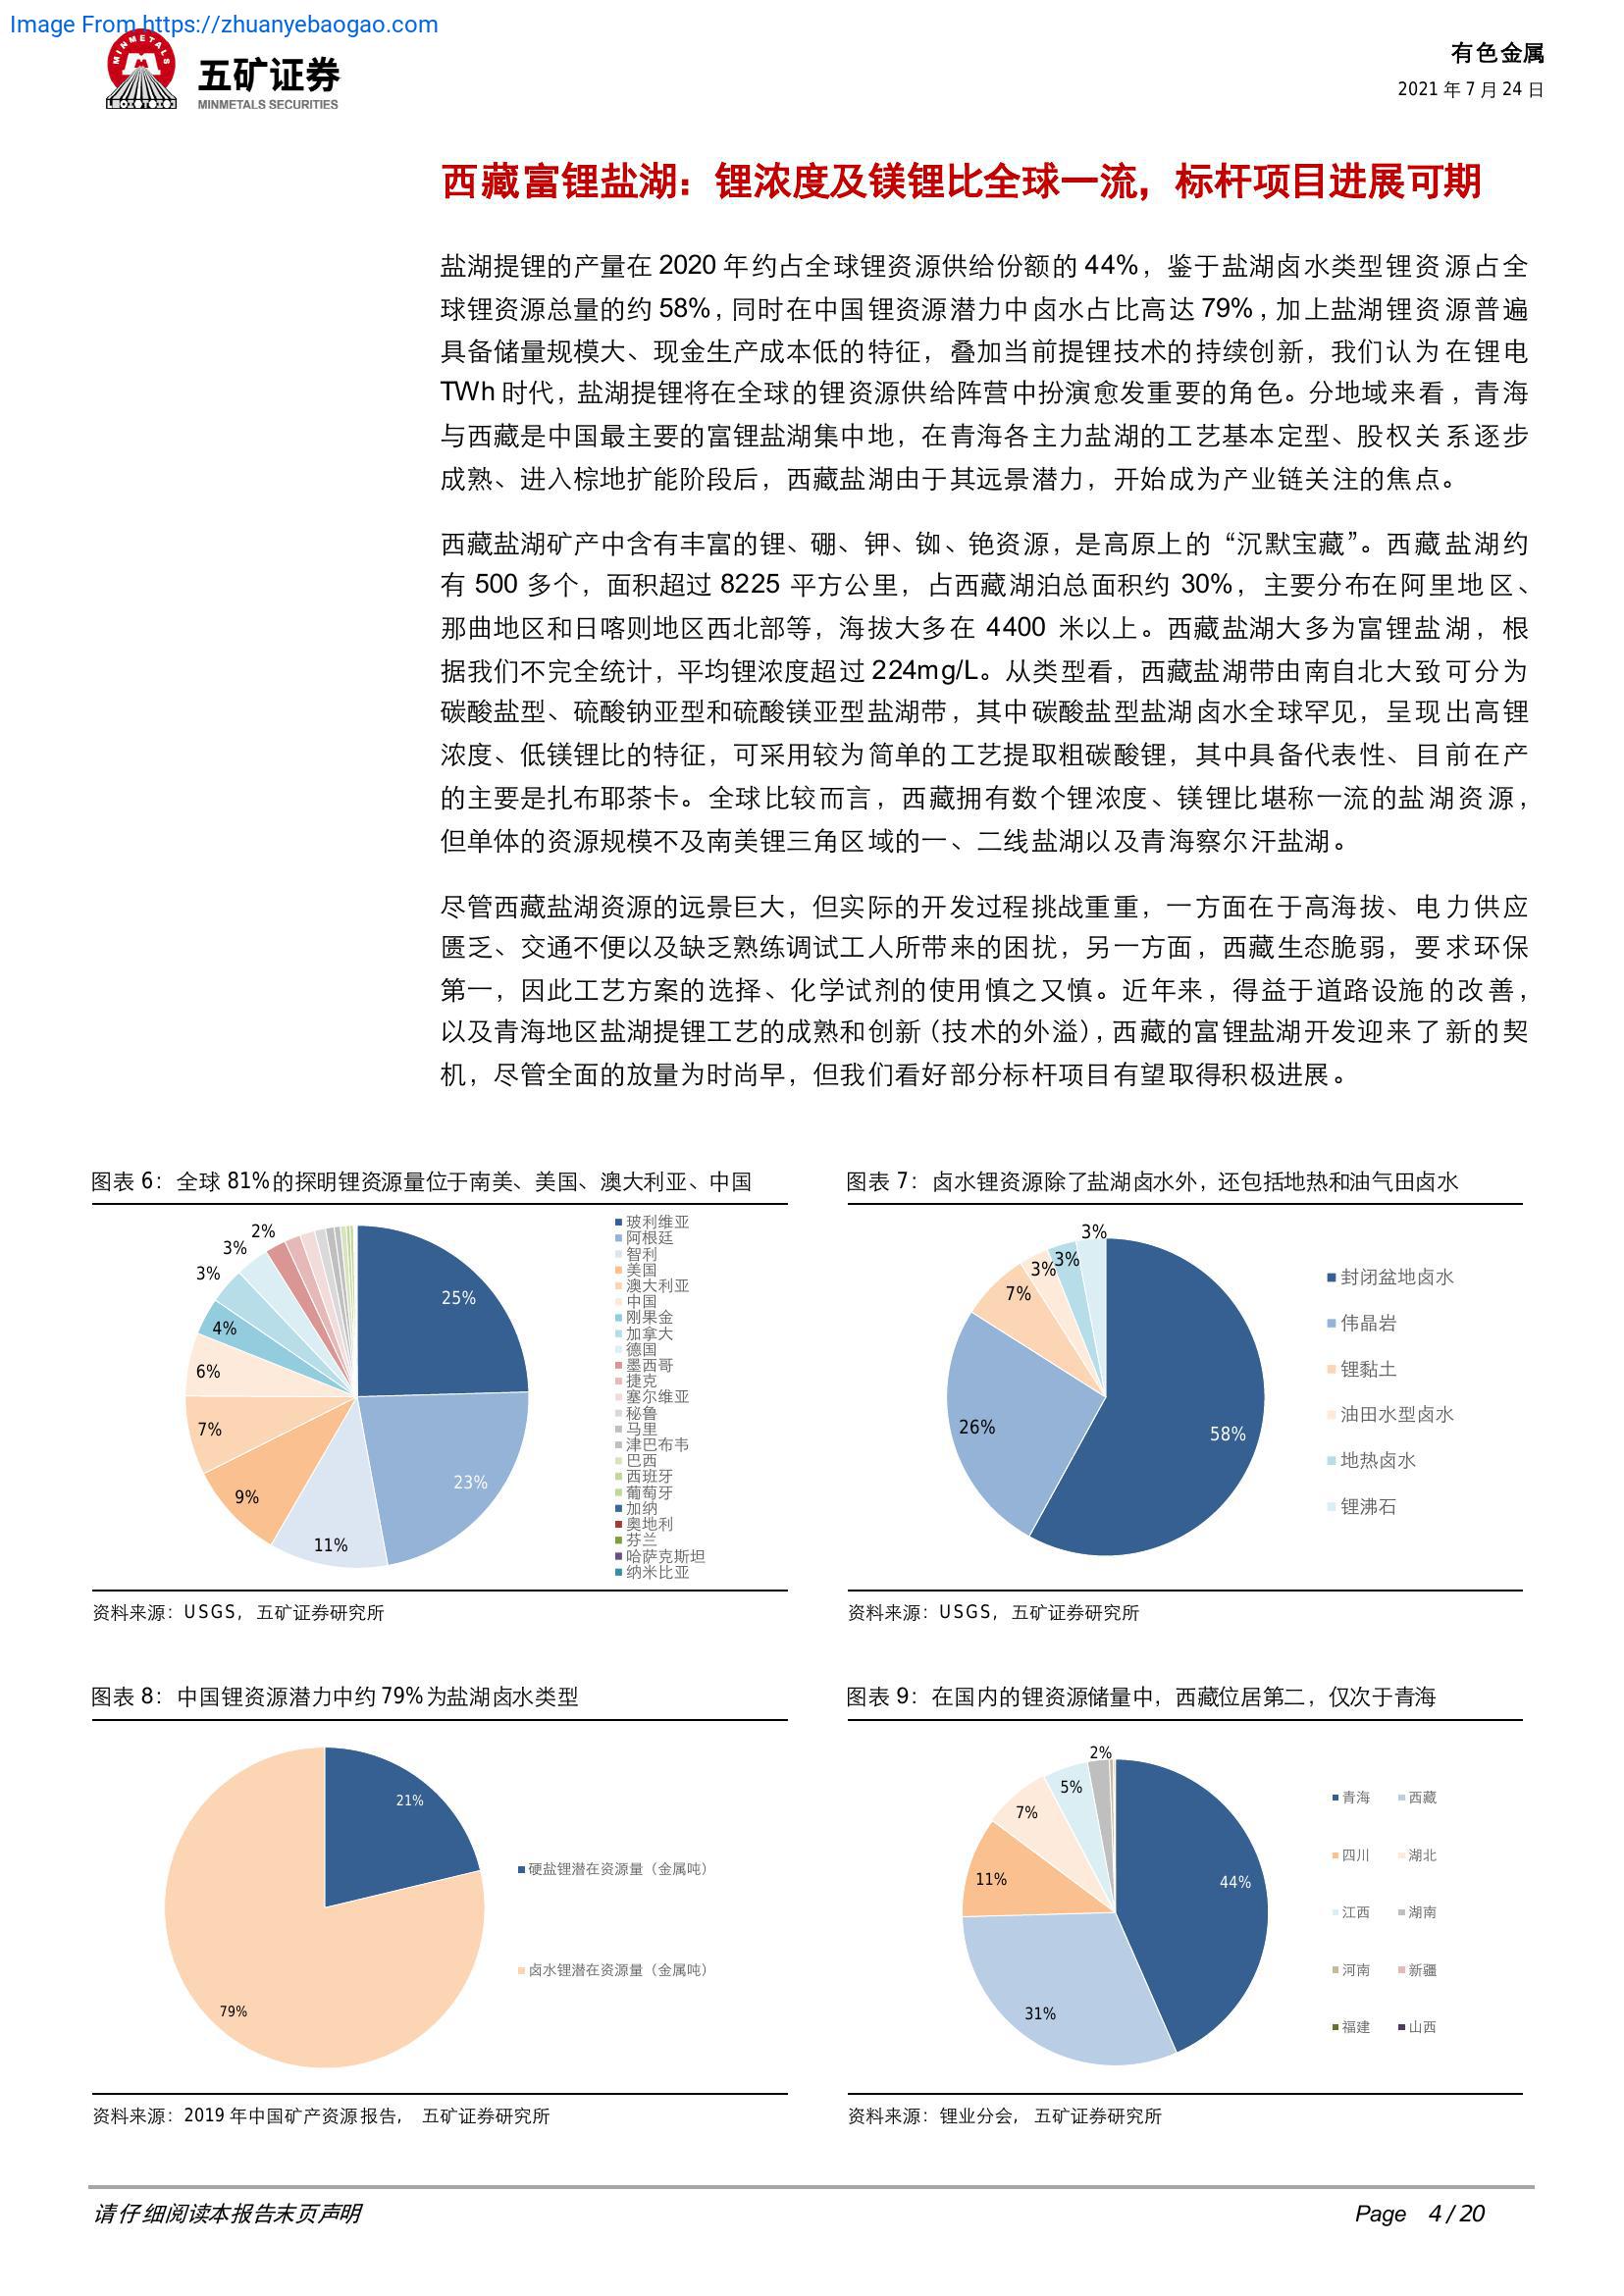 Image From https://zhuanyebaogao.com
MINMETALS
五矿证券
MINMETALS SECURITIES
有色金属
2021 年 7 月 24 日
西藏富锂盐湖：锂浓度及镁锂比全球一流，标杆项目进展可期
盐湖提锂的产量在 2020 年约占全球锂资源供给份额的 44%，鉴于盐湖卤水类型锂资源占全
球锂资源总量的约 58%，同时在中国锂资源潜力中卤水占比高达 79%，加上盐湖锂资源普遍
具备储量规模大、现金生产成本低的特征，叠加当前提锂技术的持续创新，我们认为在锂电
TWh 时代，盐湖提锂将在全球的锂资源供给阵营中扮演愈发重要的角色。分地域来看，青海
与西藏是中国最主要的富锂盐湖集中地，在青海各主力盐湖的工艺基本定型、股权关系逐步
成熟、进入棕地扩能阶段后，西藏盐湖由于其远景潜力，开始成为产业链关注的焦点。
西藏盐湖矿产中含有丰富的锂、硼、钾、铷、铯资源，是高原上的“沉默宝藏”。西藏盐湖约
有 500 多个，面积超过 8225 平方公里，占西藏湖泊总面积约 30%，主要分布在阿里地区、
那曲地区和日喀则地区西北部等，海拔大多在 4400 米以上。西藏盐湖大多为富锂盐湖，根
据我们不完全统计，平均锂浓度超过 224mg/L。从类型看，西藏盐湖带由南自北大致可分为
碳酸盐型、硫酸钠亚型和硫酸镁亚型盐湖带，其中碳酸盐型盐湖卤水全球罕见，呈现出高锂
浓度、低镁锂比的特征，可采用较为简单的工艺提取粗碳酸锂，其中具备代表性、目前在产
的主要是扎布耶茶卡。全球比较而言，西藏拥有数个锂浓度、镁锂比堪称一流的盐湖资源，
但单体的资源规模不及南美锂三角区域的一、二线盐湖以及青海察尔汗盐湖。
尽管西藏盐湖资源的远景巨大，但实际的开发过程挑战重重，一方面在于高海拔、电力供应
匮乏、交通不便以及缺乏熟练调试工人所带来的困扰，另一方面，西藏生态脆弱，要求环保
第一，因此工艺方案的选择、化学试剂的使用慎之又慎。近年来，得益于道路设施的改善，
以及青海地区盐湖提锂工艺的成熟和创新（技术的外溢），西藏的富锂盐湖开发迎来了新的契
机，尽管全面的放量为时尚早，但我们看好部分标杆项目有望取得积极进展。
图表 6：全球 81%的探明锂资源量位于南美、美国、澳大利亚、中国
25%
23%
11%
9%
7%
6%
4%
3%
3%
2%
玻利维亚
阿根廷
智利
美国
澳大利亚
中国
刚果金
加拿大
德国
墨西哥
捷克
塞尔维亚
秘鲁
马里
津巴布韦
巴西
西班牙
葡萄牙
加纳
奥地利
芬兰
哈萨克斯坦
纳米比亚
资料来源：USGS，五矿证券研究所
图表 7：卤水锂资源除了盐湖卤水外，还包括地热和油气田卤水
58%
26%
7%
3%
3%
3%
封闭盆地卤水
伟晶岩
锂黏土
油田水型卤水
地热卤水
锂沸石
资料来源：USGS，五矿证券研究所
图表 8：中国锂资源潜力中约 79%为盐湖卤水类型
21%
79%
硬盐锂潜在资源量（金属吨）
卤水锂潜在资源量（金属吨）
资料来源：2019 年中国矿产资源报告， 五矿证券研究所
图表 9：在国内的锂资源储量中，西藏位居第二，仅次于青海
44%
31%
11%
7%
5%
2%
青海 西藏
四川 湖北
江西 湖南
河南 新疆
福建 山西
资料来源：锂业分会，五矿证券研究所
请仔细阅读本报告末页声明
Page 4 / 20